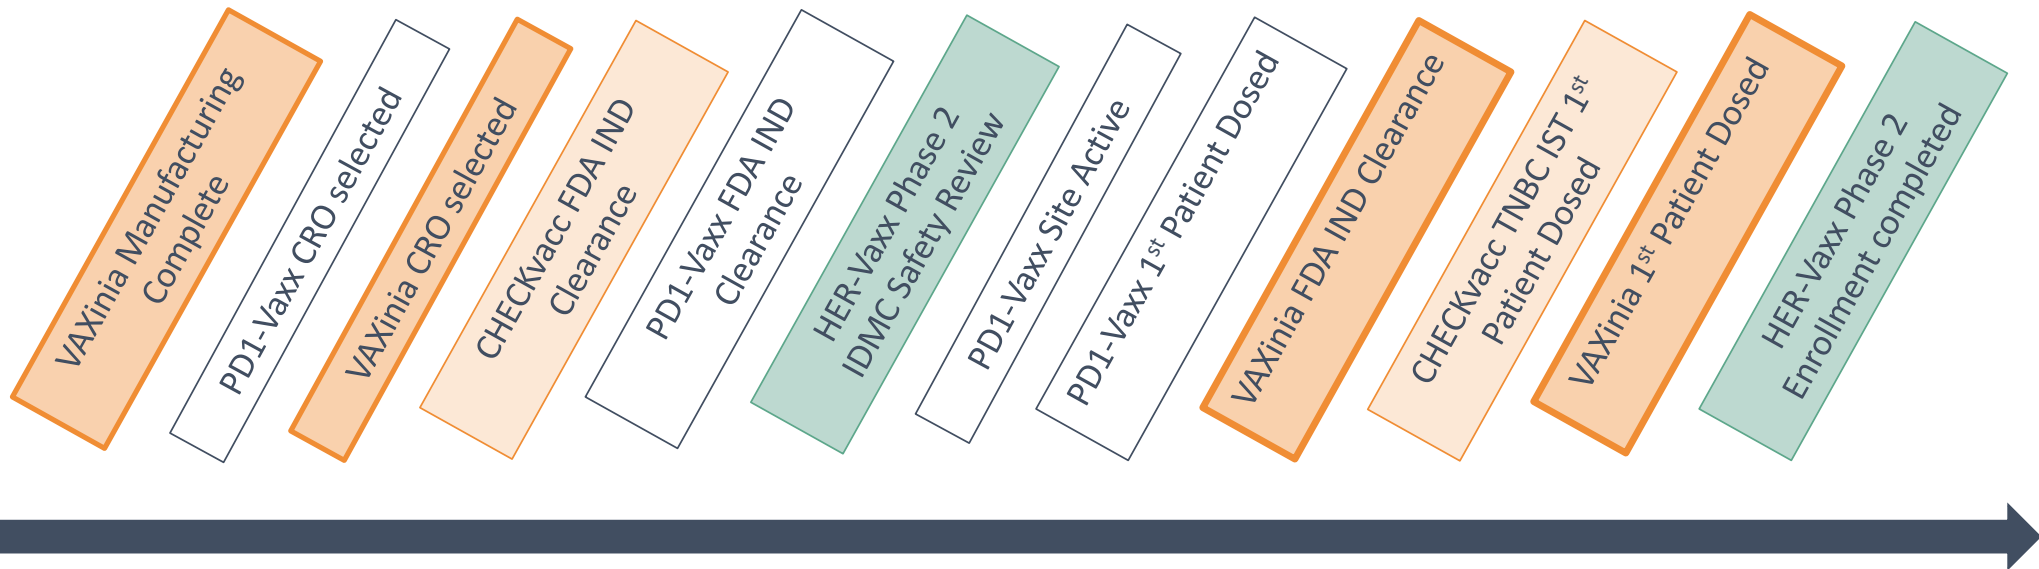 VAXinia Manufacturing
Complete
PD1-Vaxx CRO selected
VAXinia CRO selected
CHECKvacc FDA IND
Clearance
PD1-Vaxx FDA IND
Clearance
HER-Vaxx Phase 2
IDMC Safety Review
PD1-Vaxx Site Active
PD1-Vaxx 1st Patient Dosed
VAXinia FDA IND Clearance
CHECKvacc TNBC IST 1st
Patient Dosed
VAXinia 1st Patient Dosed
HER-Vaxx Phase 2
Enrollment completed